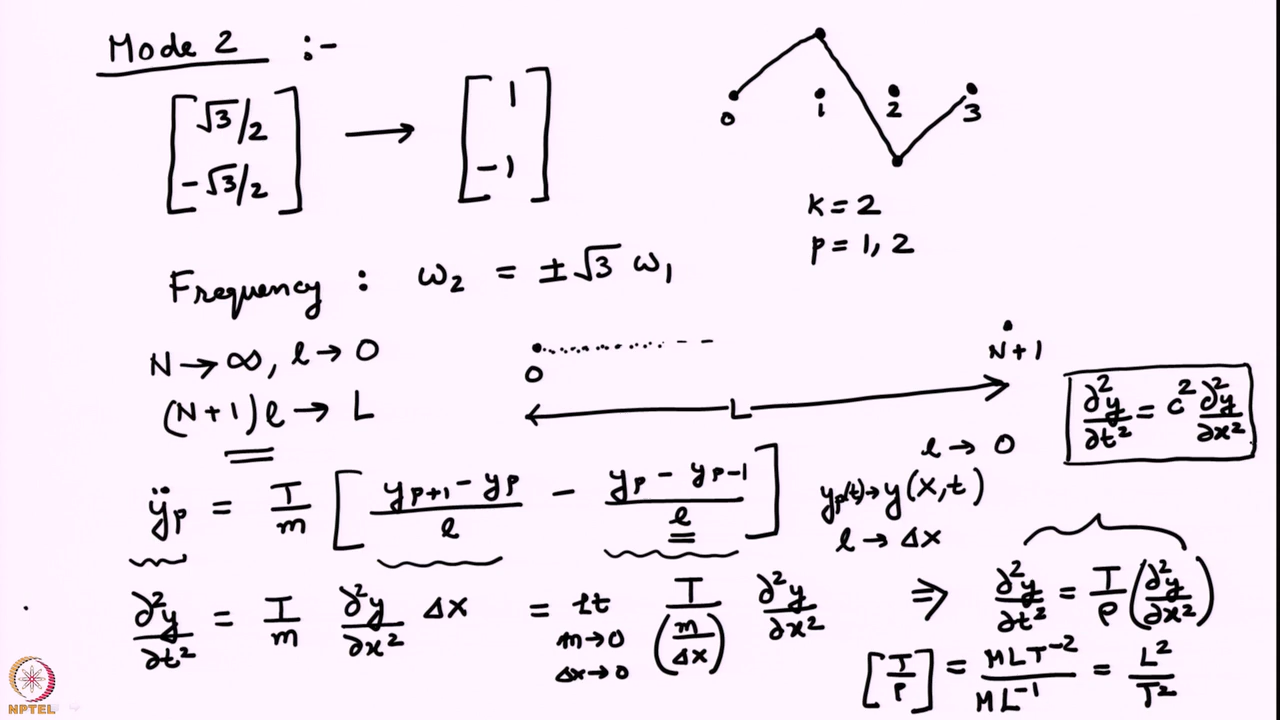 Mode 2 :-
[√3/2
-√3/2] → [1
-1]
0 1 2 3
k = 2
p = 1, 2
Frequency : ω₂ = ±√3 ω₁
N → ∞, l → 0
(N+1)l → L
0 N+1
L
∂²y/∂t² = c² ∂²y/∂x²
l → 0
ÿₚ = T/m [ (yₚ₊₁ - yₚ)/l - (yₚ - yₚ₋₁)/l ]
yₚ(t) → y(x,t)
l → Δx
∂²y/∂t² = T/m ∂²y/∂x² Δx = lt m→0 Δx→0 T/(m/Δx) ∂²y/∂x² ⇒ ∂²y/∂t² = T/ρ (∂²y/∂x²)
[T/ρ] = MLT⁻²/ML⁻¹ = L²/T²
NPTEL